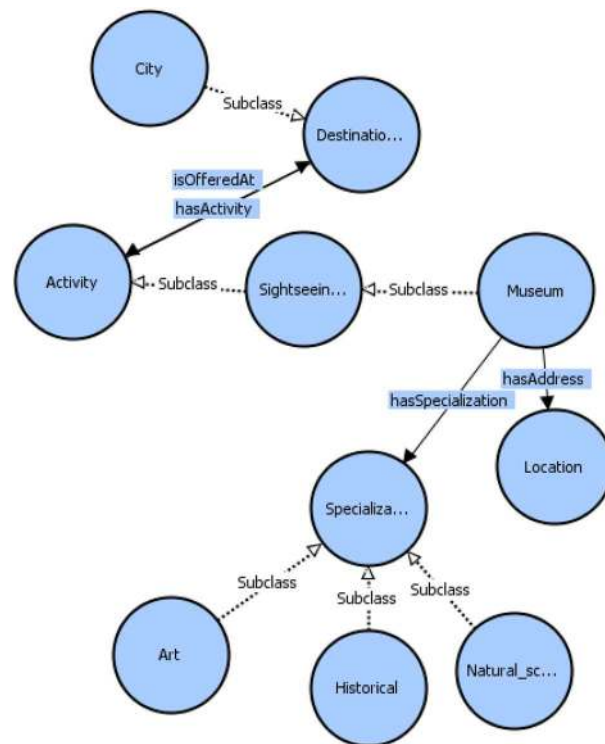 City
Subclass
Destinatio...
isOfferedAt
hasActivity
Activity
Subclass
Sightseein...
Subclass
Museum
hasAddress
hasSpecialization
Location
Specializa...
Subclass
Subclass
Subclass
Art
Historical
Natural_sc...